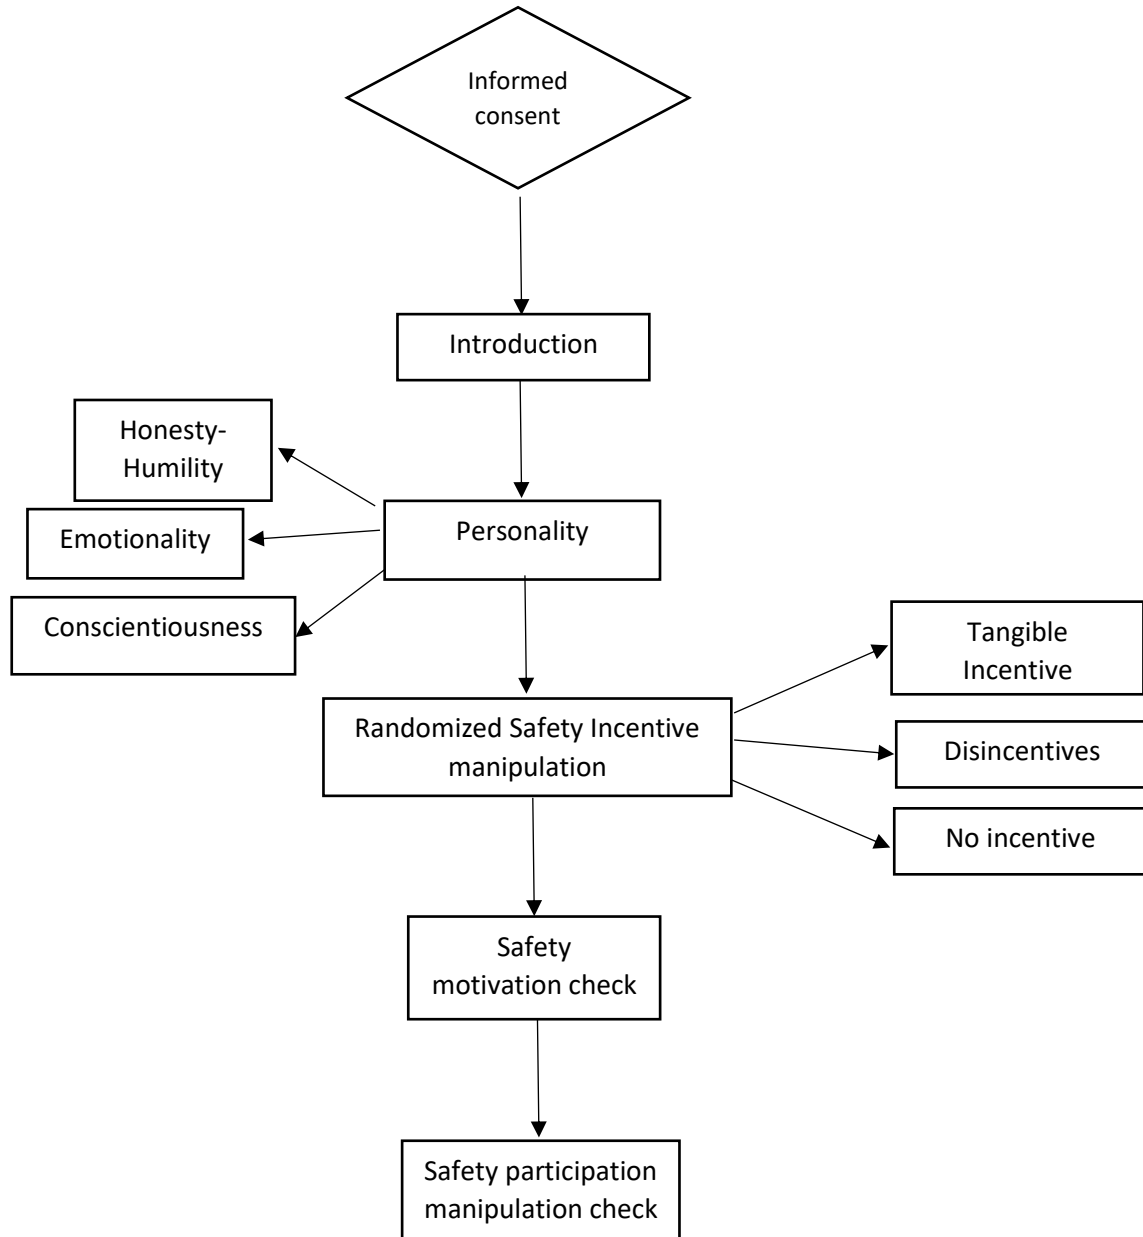 Informed
consent
Introduction
Honesty-
Humility
Emotionality
Conscientiousness
Personality
Tangible
Incentive
Randomized Safety Incentive
manipulation
Disincentives
No incentive
Safety
motivation check
Safety participation
manipulation check